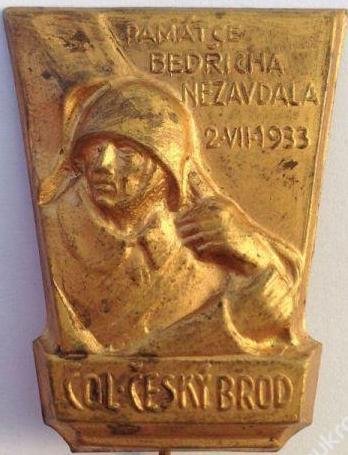 PAMÁTCE
BEDŘICHA
NEZAVDALA
2·VII·1933
ČOL·ČESKÝ BROD